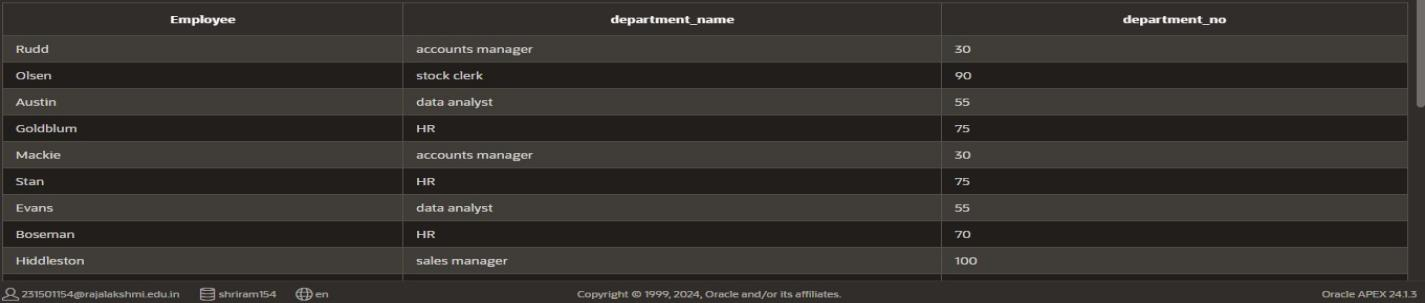 Employee department_name department_no
Rudd accounts manager 30
Olsen stock clerk 90
Austin data analyst 55
Goldblum HR 75
Mackie accounts manager 30
Stan HR 75
Evans data analyst 55
Boseman HR 70
Hiddleston sales manager 100
231501154@rajalakshmi.edu.in shriram154 en Copyright © 1999, 2024, Oracle and/or its affiliates. Oracle APEX 24.1.3